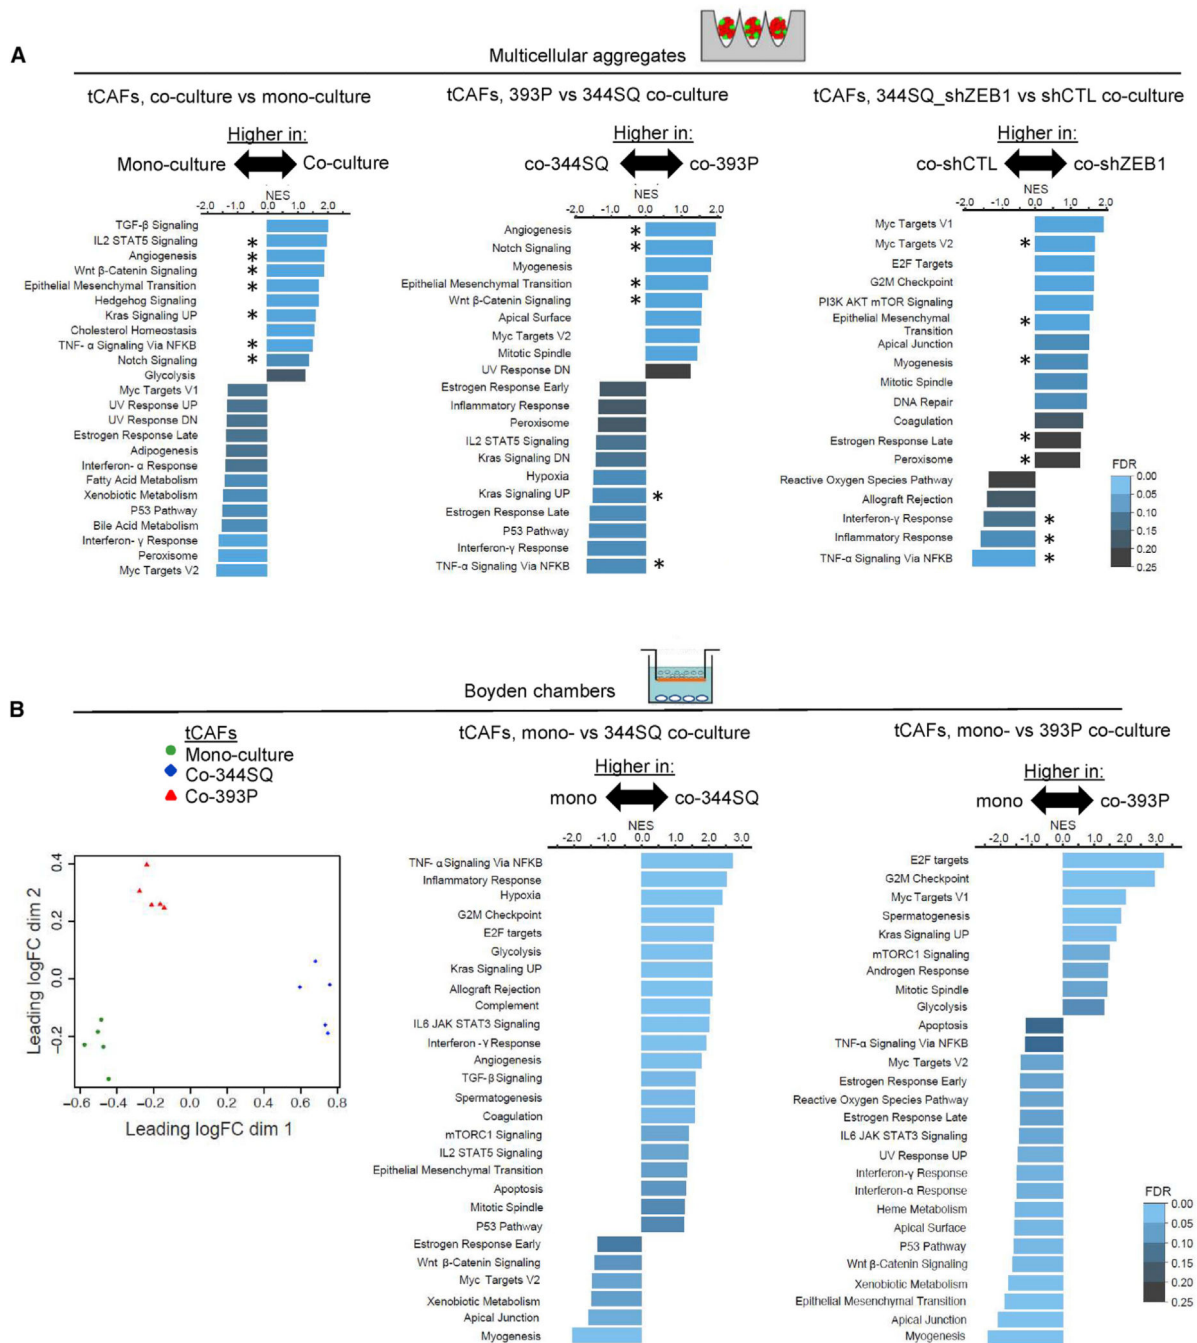 A
Multicellular aggregates
tCAFs, co-culture vs mono-culture
Higher in:
Mono-culture Co-culture
NES
-2.0 -1.0 0.0 1.0 2.0
TGF-β Signaling
IL2 STAT5 Signaling *
Angiogenesis *
Wnt β-Catenin Signaling *
Epithelial Mesenchymal Transition *
Hedgehog Signaling
Kras Signaling UP *
Cholesterol Homeostasis
TNF- α Signaling Via NFKB *
Notch Signaling *
Glycolysis
Myc Targets V1
UV Response UP
UV Response DN
Estrogen Response Late
Adipogenesis
Interferon- α Response
Fatty Acid Metabolism
Xenobiotic Metabolism
P53 Pathway
Bile Acid Metabolism
Interferon- γ Response
Peroxisome
Myc Targets V2
tCAFs, 393P vs 344SQ co-culture
Higher in:
co-344SQ co-393P
NES
-2.0 -1.0 0.0 1.0 2.0
Angiogenesis *
Notch Signaling *
Myogenesis
Epithelial Mesenchymal Transition *
Wnt β-Catenin Signaling *
Apical Surface
Myc Targets V2
Mitotic Spindle
UV Response DN
Estrogen Response Early
Inflammatory Response
Peroxisome
IL2 STAT5 Signaling
Kras Signaling DN
Hypoxia
Kras Signaling UP *
Estrogen Response Late
P53 Pathway
Interferon-γ Response
TNF-α Signaling Via NFKB *
tCAFs, 344SQ_shZEB1 vs shCTL co-culture
Higher in:
co-shCTL co-shZEB1
NES
-2.0 -1.0 0.0 1.0 2.0
Myc Targets V1
Myc Targets V2 *
E2F Targets
G2M Checkpoint
PI3K AKT mTOR Signaling
Epithelial Mesenchymal *
Transition
Apical Junction
Myogenesis *
Mitotic Spindle
DNA Repair
Coagulation
Estrogen Response Late *
Peroxisome *
Reactive Oxygen Species Pathway
Allograft Rejection
Interferon-γ Response *
Inflammatory Response *
TNF-α Signaling Via NFKB *
FDR
0.00
0.05
0.10
0.15
0.20
0.25
Boyden chambers
B
tCAFs
Mono-culture
Co-344SQ
Co-393P
Leading logFC dim 2
0.4
0.2
0.0
-0.2
-0.6 -0.4 -0.2 0.0 0.2 0.4 0.6 0.8
Leading logFC dim 1
tCAFs, mono- vs 344SQ co-culture
Higher in:
mono co-344SQ
NES
-2.0 -1.0 0.0 1.0 2.0 3.0
TNF- α Signaling Via NFKB
Inflammatory Response
Hypoxia
G2M Checkpoint
E2F targets
Glycolysis
Kras Signaling UP
Allograft Rejection
Complement
IL6 JAK STAT3 Signaling
Interferon -γ Response
Angiogenesis
TGF-β Signaling
Spermatogenesis
Coagulation
mTORC1 Signaling
IL2 STAT5 Signaling
Epithelial Mesenchymal Transition
Apoptosis
Mitotic Spindle
P53 Pathway
Estrogen Response Early
Wnt β-Catenin Signaling
Myc Targets V2
Xenobiotic Metabolism
Apical Junction
Myogenesis
tCAFs, mono- vs 393P co-culture
Higher in:
mono co-393P
NES
-2.0 -1.0 0.0 1.0 2.0 3.0
E2F targets
G2M Checkpoint
Myc Targets V1
Spermatogenesis
Kras Signaling UP
mTORC1 Signaling
Androgen Response
Mitotic Spindle
Glycolysis
Apoptosis
TNF-α Signaling Via NFKB
Myc Targets V2
Estrogen Response Early
Reactive Oxygen Species Pathway
Estrogen Response Late
IL6 JAK STAT3 Signaling
UV Response UP
Interferon-γ Response
Interferon-α Response
Heme Metabolism
Apical Surface
P53 Pathway
Wnt β-Catenin Signaling
Xenobiotic Metabolism
Epithelial Mesenchymal Transition
Apical Junction
Myogenesis
FDR
0.00
0.05
0.10
0.15
0.20
0.25